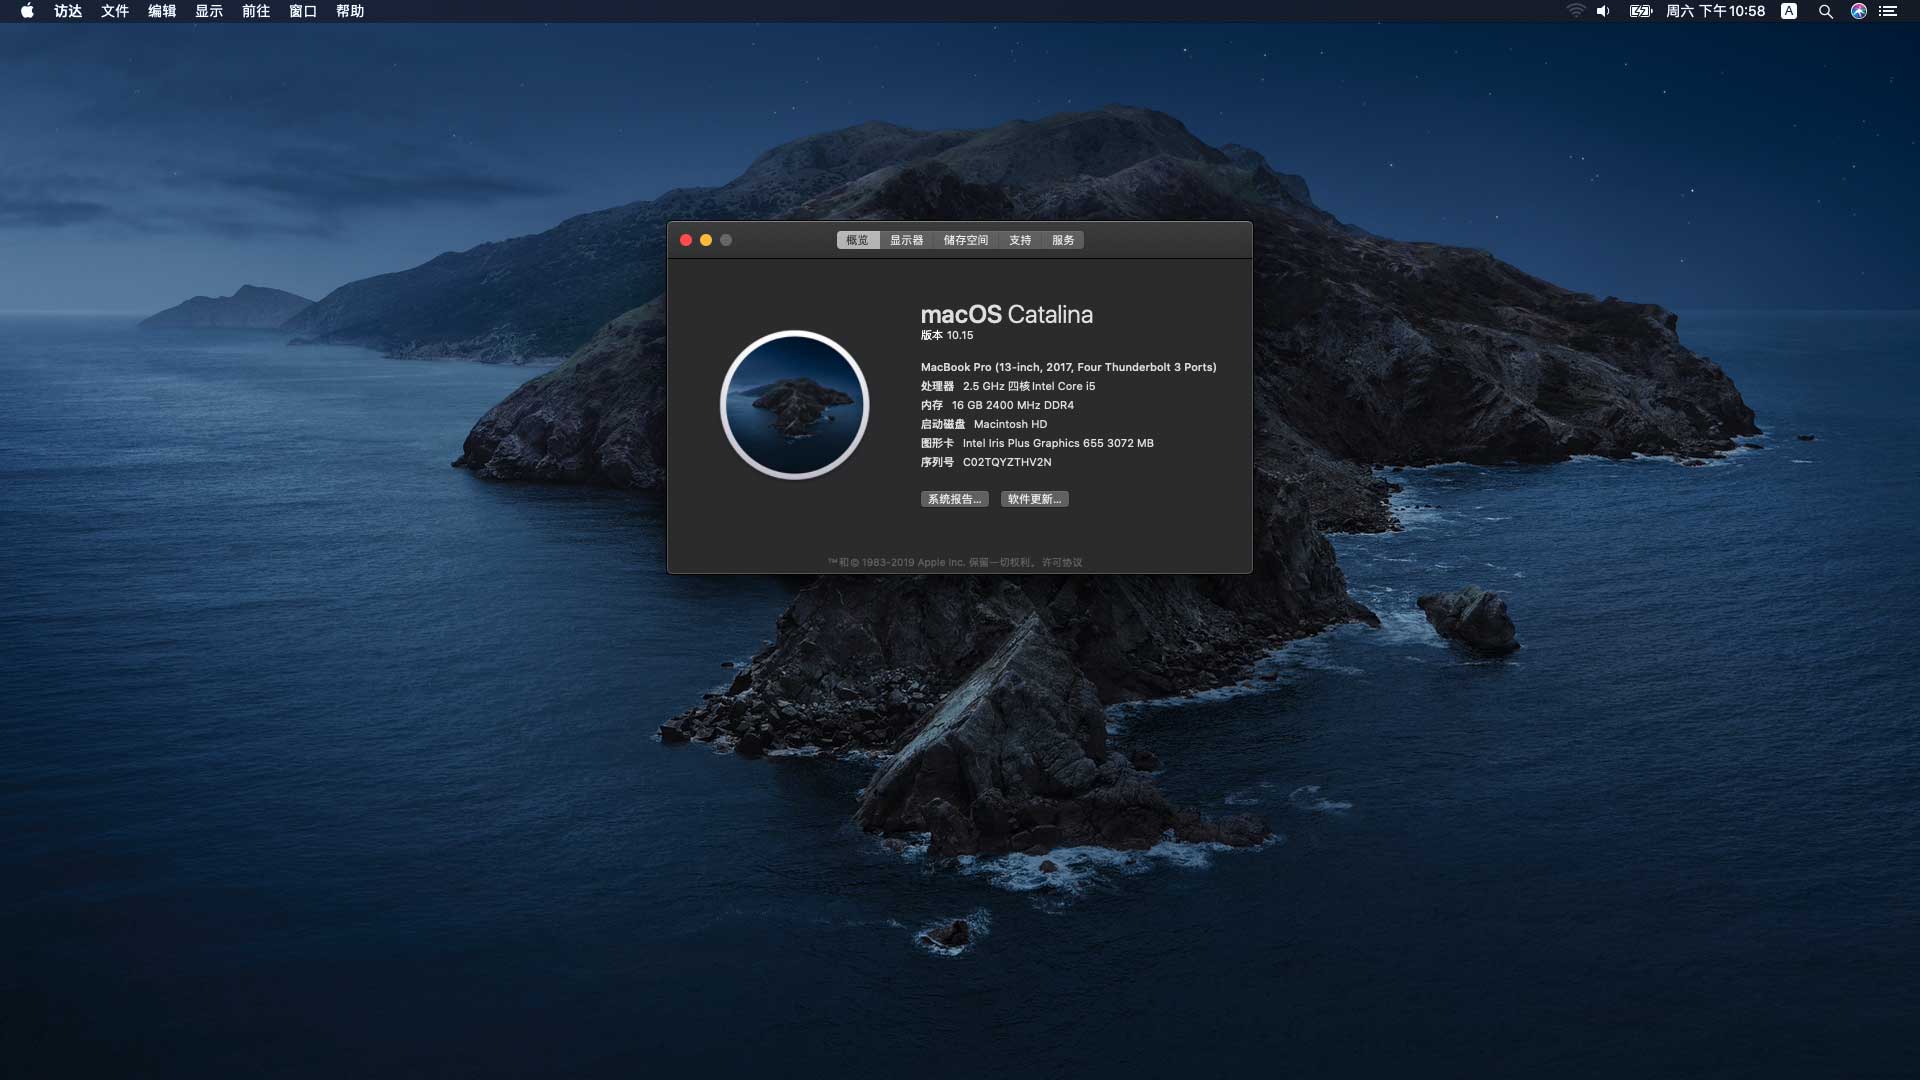 访达 文件 编辑 显示 前往 窗口 帮助 周六 下午10:58 A
概览 显示器 储存空间 支持 服务
macOS Catalina
版本 10.15
MacBook Pro (13-inch, 2017, Four Thunderbolt 3 Ports)
处理器 2.5 GHz 四核Intel Core i5
内存 16 GB 2400 MHz DDR4
启动磁盘 Macintosh HD
图形卡 Intel Iris Plus Graphics 655 3072 MB
序列号 C02TQYZTHV2N
系统报告... 软件更新...
™和© 1983-2019 Apple Inc. 保留一切权利。 许可协议